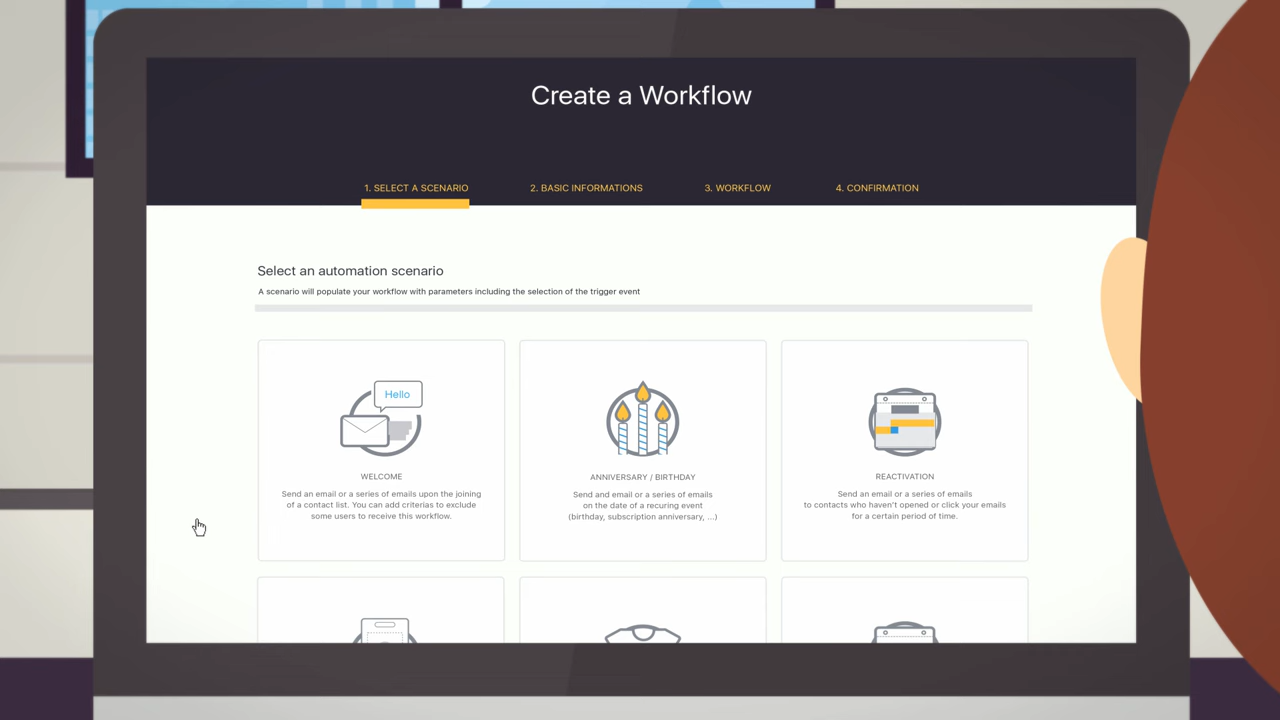 Create a Workflow
1. SELECT A SCENARIO
2. BASIC INFORMATIONS
3. WORKFLOW
4. CONFIRMATION
Select an automation scenario
A scenario will populate your workflow with parameters including the selection of the trigger event
Hello
WELCOME
Send an email or a series of emails upon the joining
of a contact list. You can add criterias to exclude
some users to receive this workflow.
ANNIVERSARY / BIRTHDAY
Send and email or a series of emails
on the date of a recuring event
(birthday, subscription anniversary, ...)
REACTIVATION
Send an email or a series of emails
to contacts who haven't opened or click your emails
for a certain period of time.